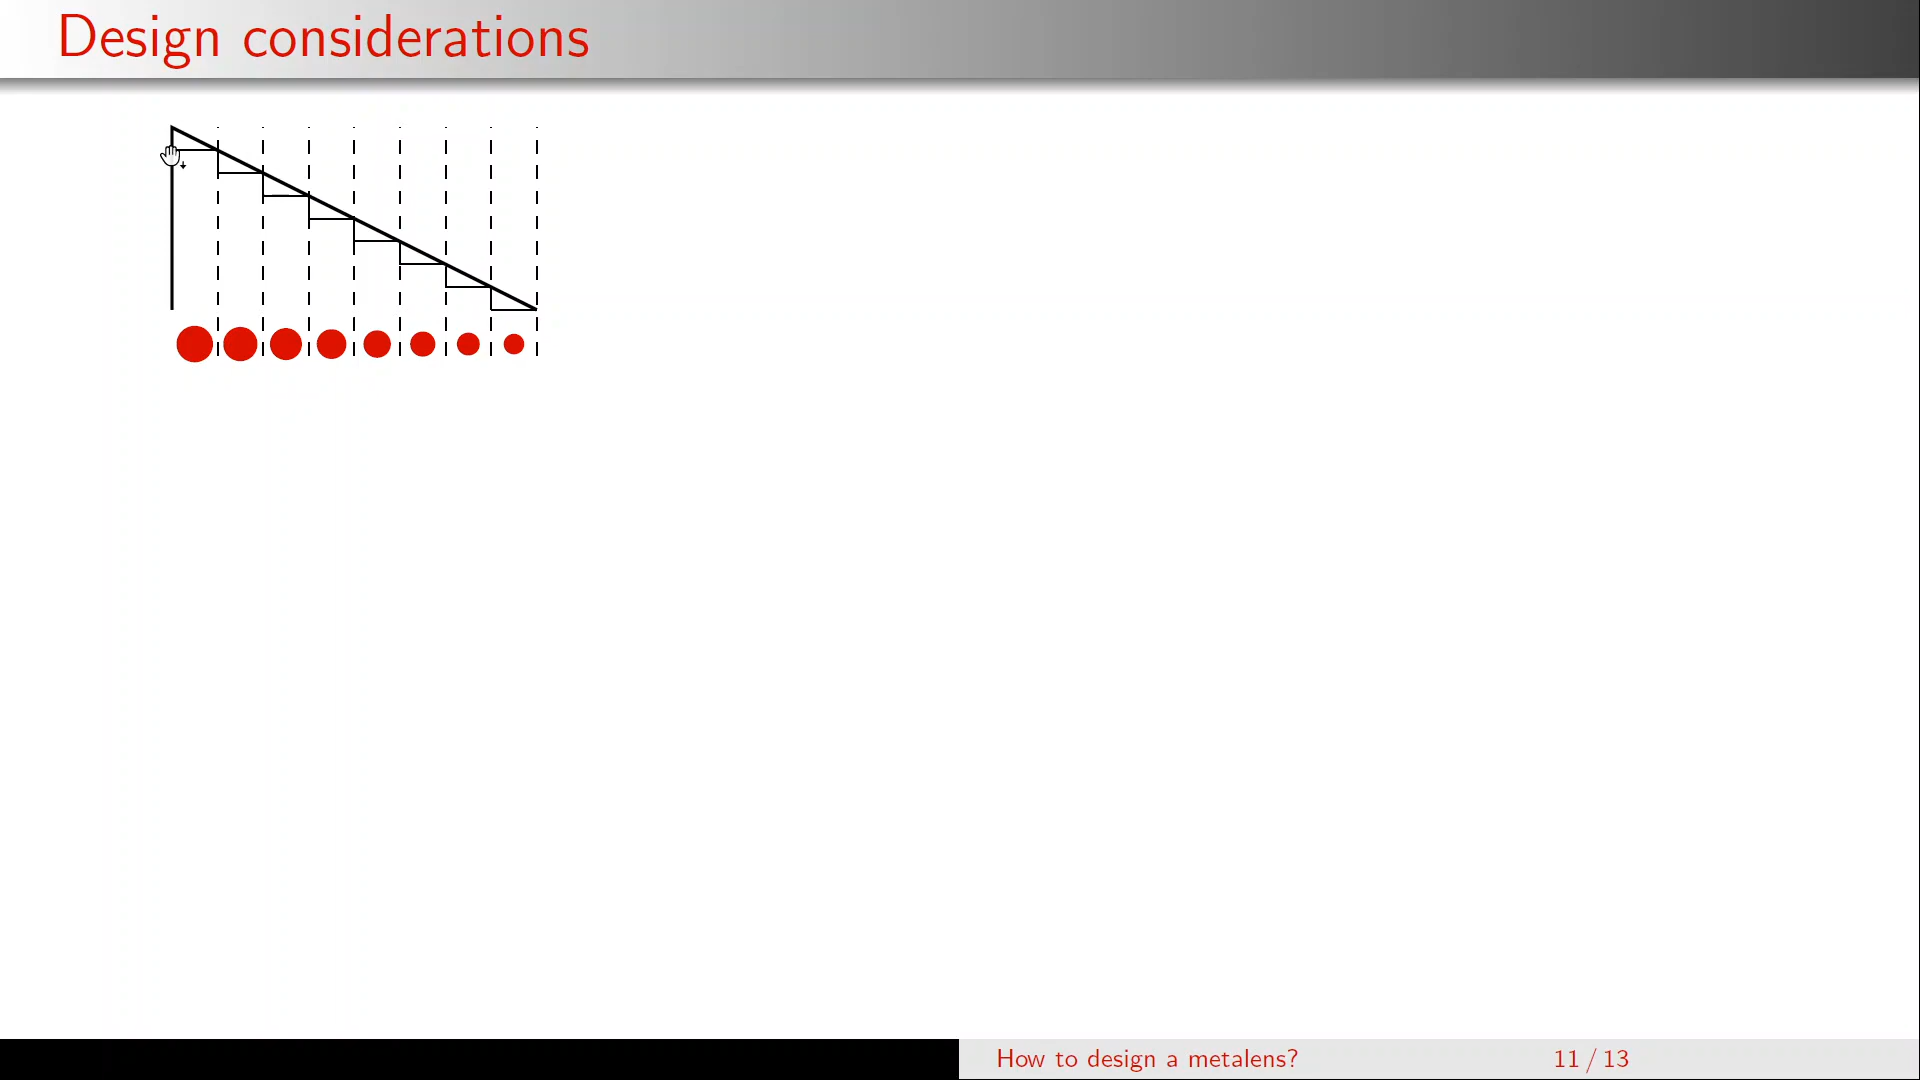 Design considerations
How to design a metalens?
11 / 13